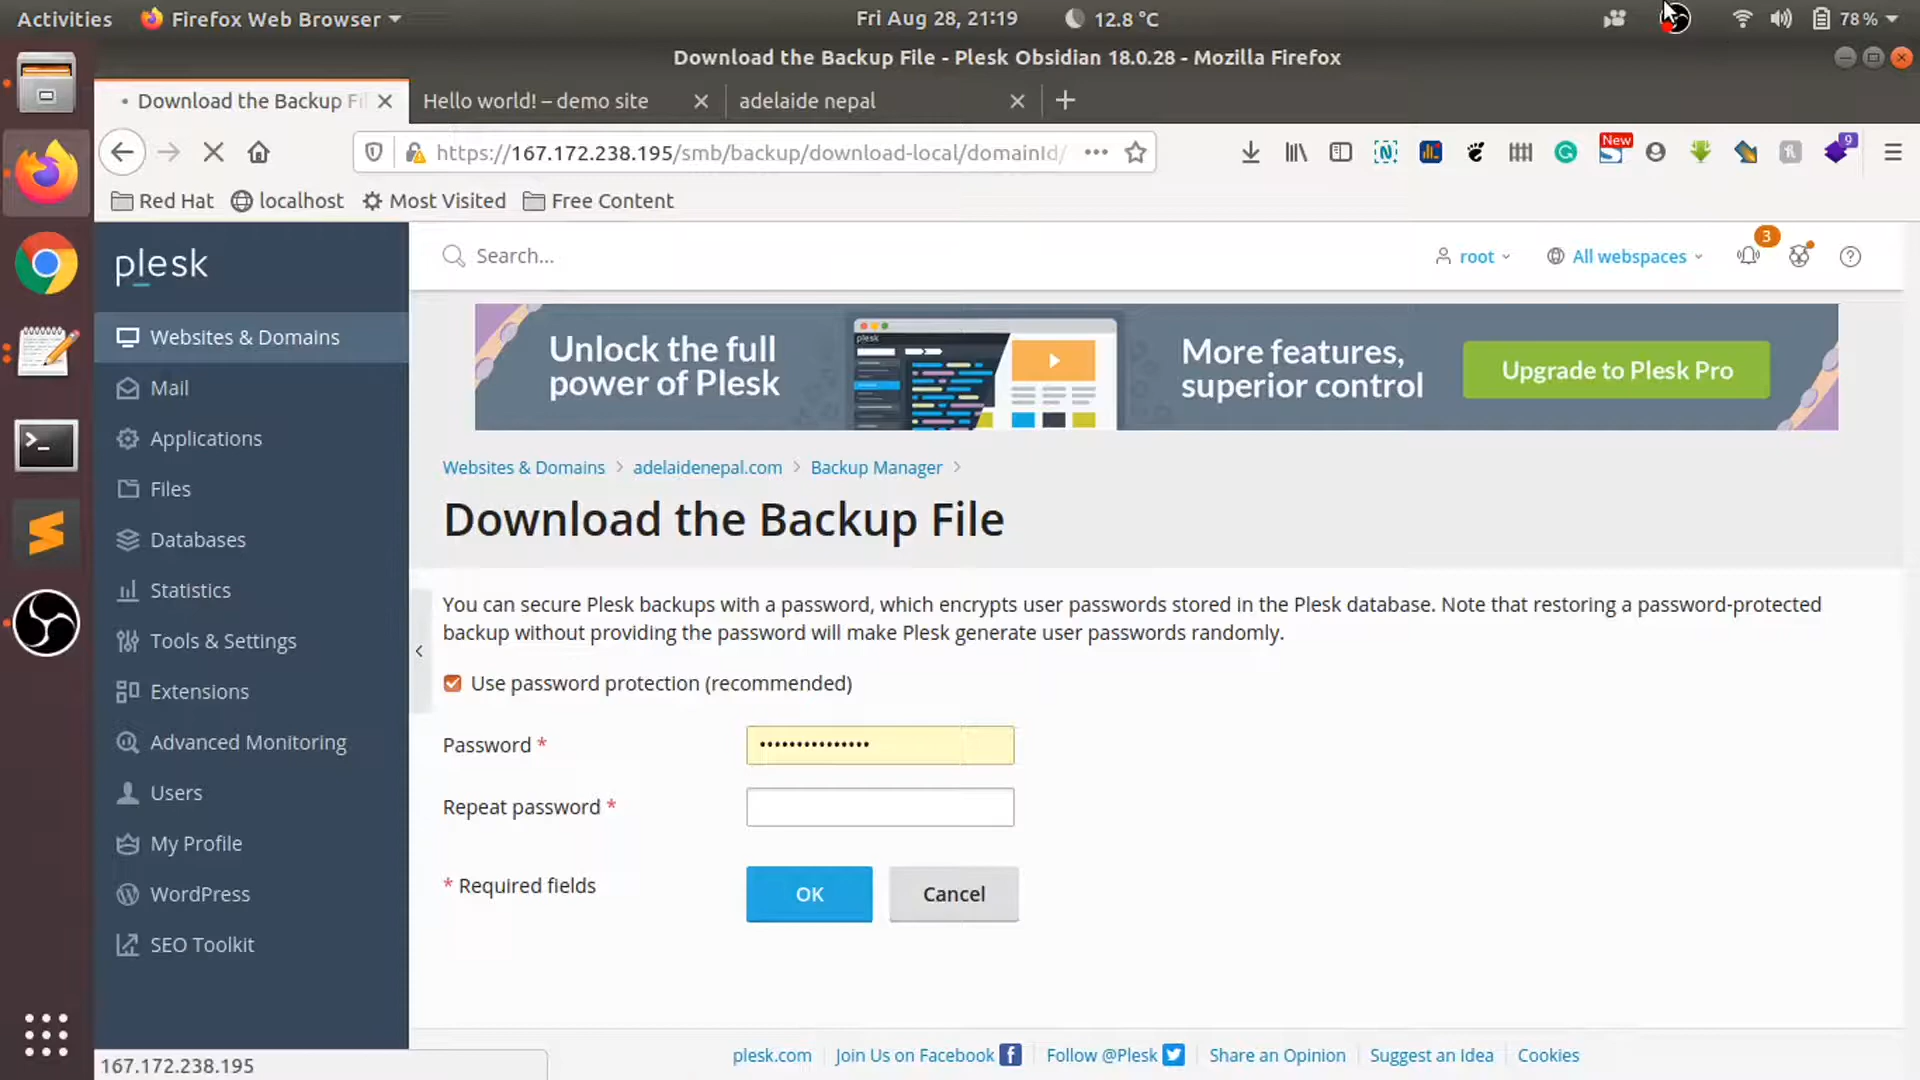 Activities Firefox Web Browser Fri Aug 28, 21:19 12.8 °C 78 %
Download the Backup File - Plesk Obsidian 18.0.28 - Mozilla Firefox
Download the Backup Fil Hello world! – demo site adelaide nepal
https://167.172.238.195/smb/backup/download-local/domainId/ New 9
Red Hat localhost Most Visited Free Content
plesk
Search... root All webspaces 3
Websites & Domains
Mail
Applications
Files
Databases
Statistics
Tools & Settings
Extensions
Advanced Monitoring
Users
My Profile
WordPress
SEO Toolkit
Unlock the full
power of Plesk
plesk
More features,
superior control
Upgrade to Plesk Pro
Websites & Domains > adelaidenepal.com > Backup Manager >
Download the Backup File
You can secure Plesk backups with a password, which encrypts user passwords stored in the Plesk database. Note that restoring a password-protected
backup without providing the password will make Plesk generate user passwords randomly.
Use password protection (recommended)
Password * •••••••••••••••
Repeat password *
* Required fields OK Cancel
plesk.com Join Us on Facebook Follow @Plesk Share an Opinion Suggest an Idea Cookies
167.172.238.195